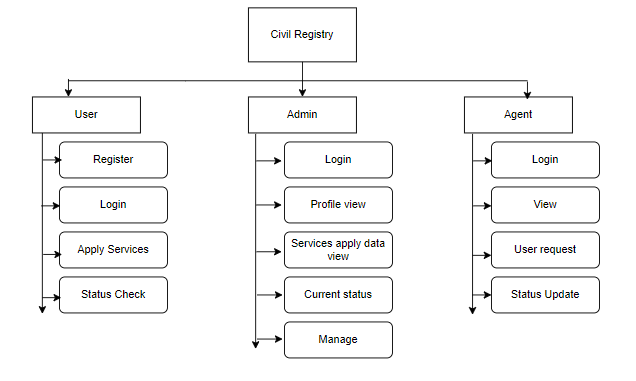 Civil Registry
User
Admin
Agent
Register
Login
Apply Services
Status Check
Login
Profile view
Services apply data
view
Current status
Manage
Login
View
User request
Status Update